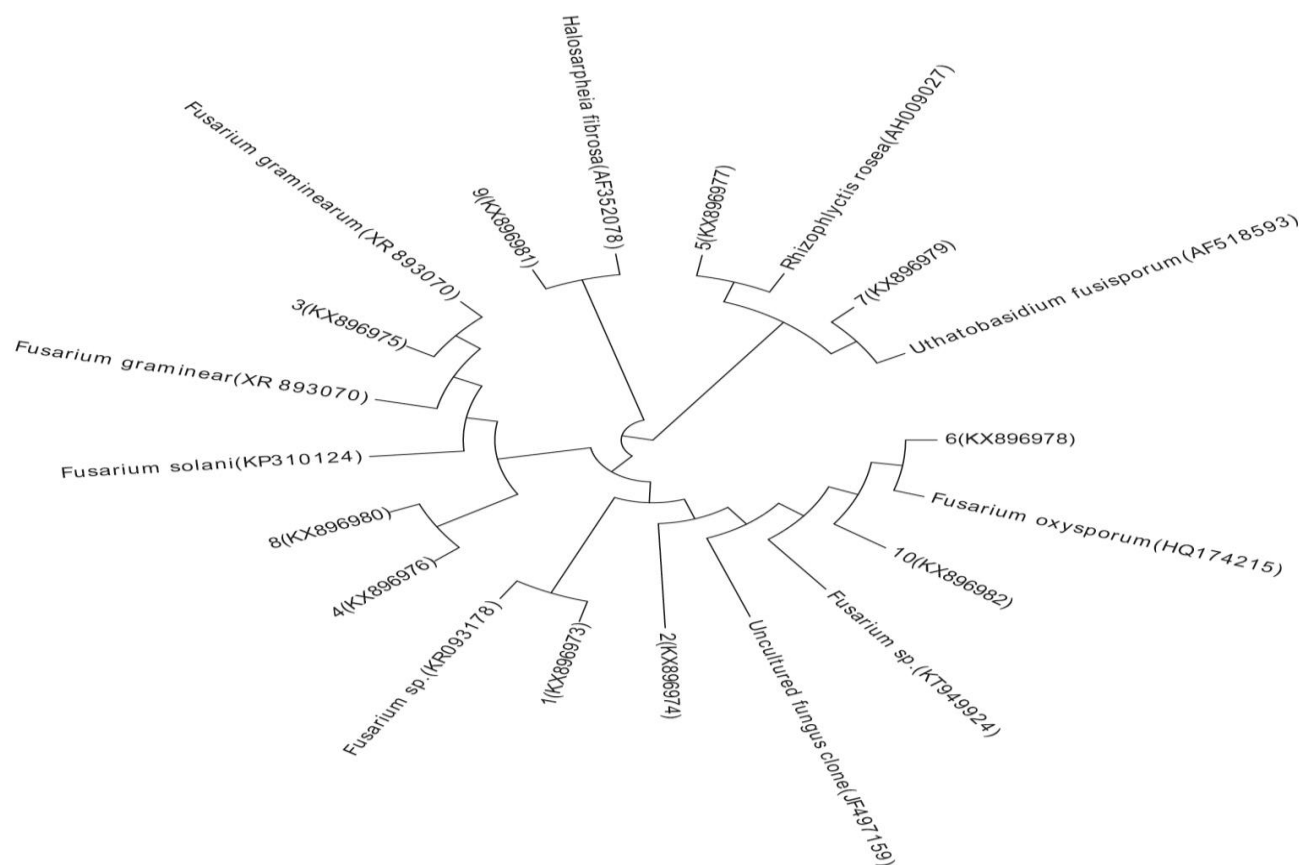 Halosarpheia fibrosa(AF352078)
Rhizophlyctis rosea(AH009027)
Fusarium graminearum(XR 893070)
9(KX896981)
5(KX896977)
7(KX896979)
Uthatobasidium fusisporum(AF518593)
3(KX896975)
Fusarium graminear(XR 893070)
6(KX896978)
Fusarium solani(KP310124)
Fusarium oxysporum(HQ174215)
8(KX896980)
10(KX896982)
4(KX896976)
Fusarium sp.(KT949924)
Fusarium sp.(KR093178)
1(KX896973)
2(KX896974)
Uncultured fungus clone(JF497159)